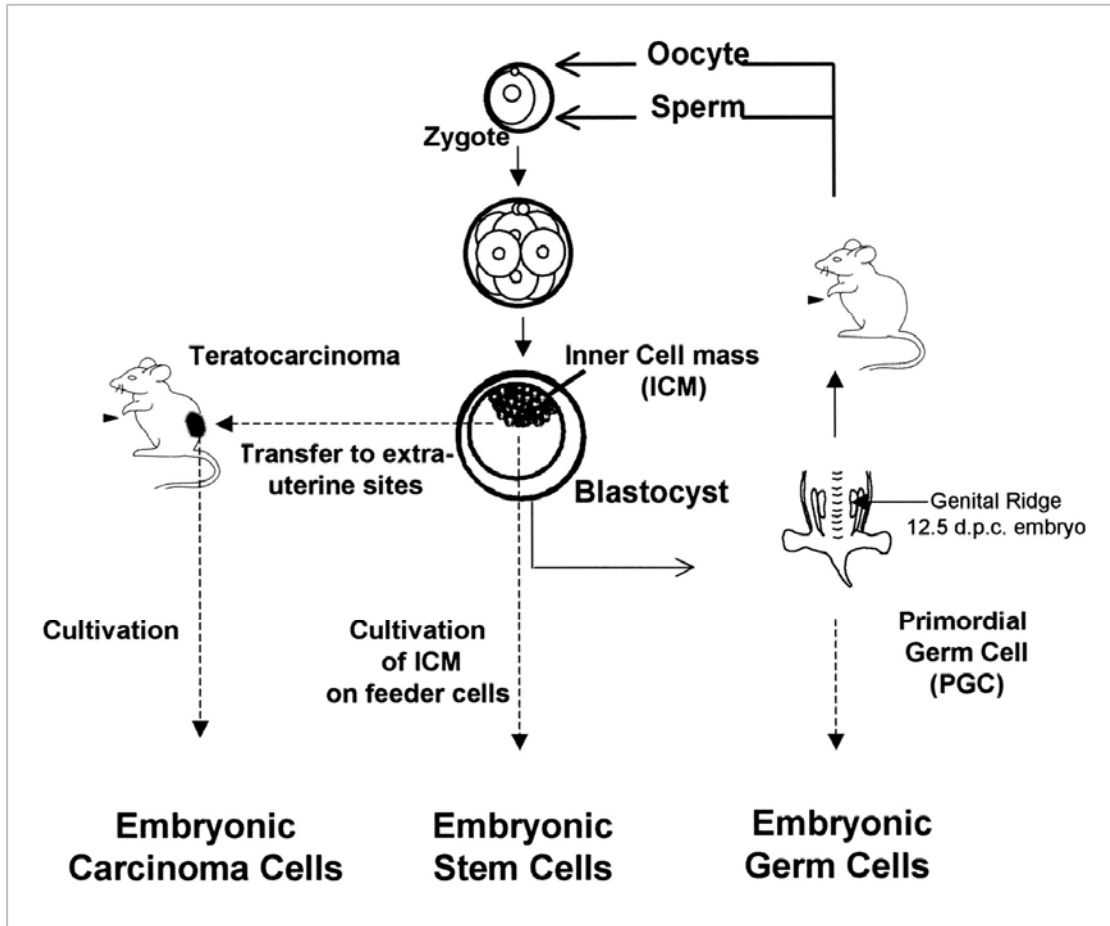 Oocyte
Sperm
Zygote
Teratocarcinoma
Inner Cell mass
(ICM)
Transfer to extra-
uterine sites
Blastocyst
Genital Ridge
12.5 d.p.c. embryo
Cultivation
Cultivation
of ICM
on feeder cells
Primordial
Germ Cell
(PGC)
Embryonic
Carcinoma Cells
Embryonic
Stem Cells
Embryonic
Germ Cells